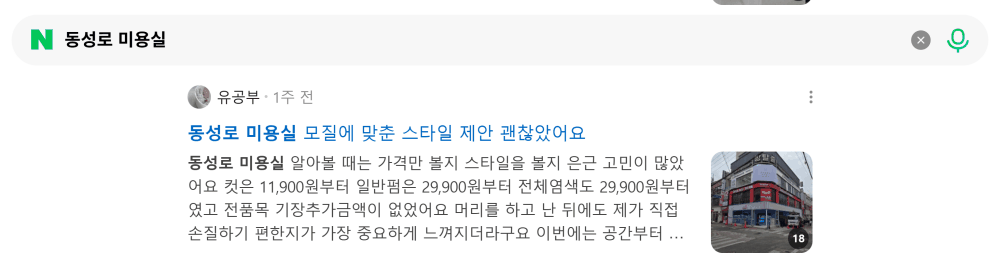 N 동성로 미용실
유공부 · 1주 전
동성로 미용실 모질에 맞춘 스타일 제안 괜찮았어요
동성로 미용실 알아볼 때는 가격만 볼지 스타일을 볼지 은근 고민이 많았
어요 컷은 11,900원부터 일반펌은 29,900원부터 전체염색도 29,900원부터
였고 전품목 기장추가금액이 없었어요 머리를 하고 난 뒤에도 제가 직접
손질하기 편한지가 가장 중요하게 느껴지더라구요 이번에는 공간부터 ...
18